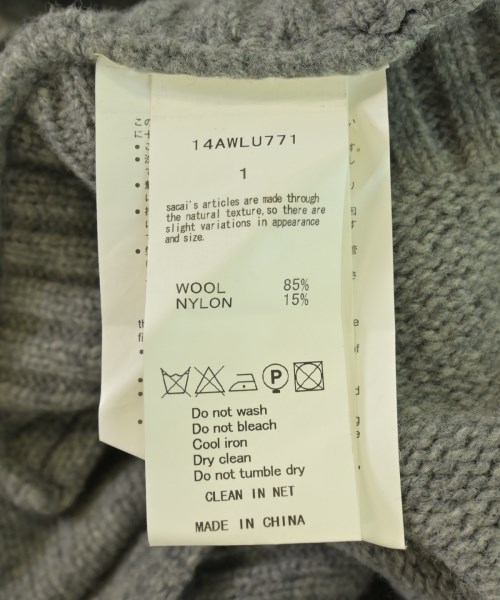 14AWLU771
1
sacai's articles are made through
the natural texture, so there are
slight variations in appearance
and size.
WOOL 85%
NYLON 15%
P
Do not wash
Do not bleach
Cool iron
Dry clean
Do not tumble dry
CLEAN IN NET
MADE IN CHINA